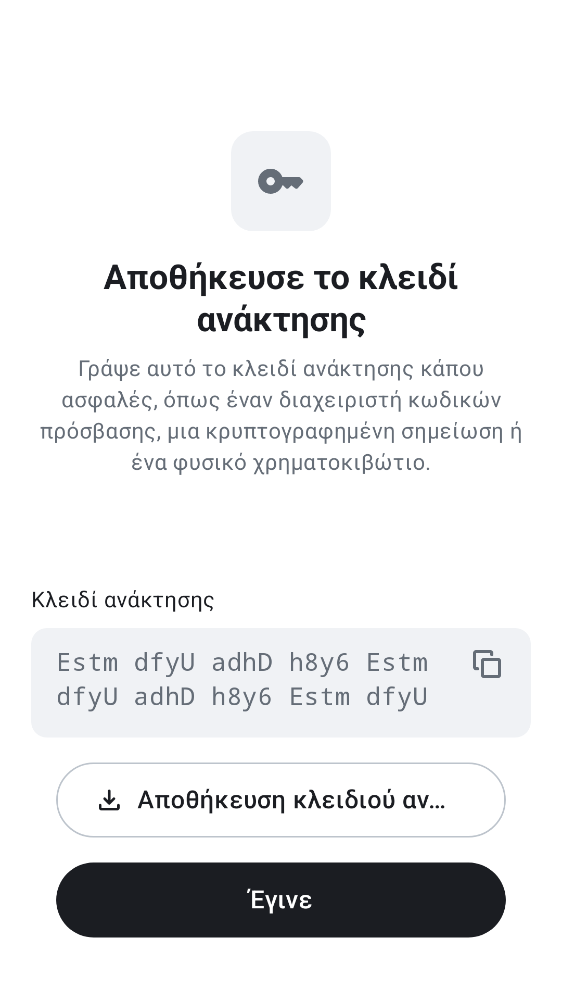 Αποθήκευσε το κλειδί
ανάκτησης
Γράψε αυτό το κλειδί ανάκτησης κάπου
ασφαλές, όπως έναν διαχειριστή κωδικών
πρόσβασης, μια κρυπτογραφημένη σημείωση ή
ένα φυσικό χρηματοκιβώτιο.
Κλειδί ανάκτησης
Estm dfyU adhD h8y6 Estm
dfyU adhD h8y6 Estm dfyU
Αποθήκευση κλειδιού αν…
Έγινε